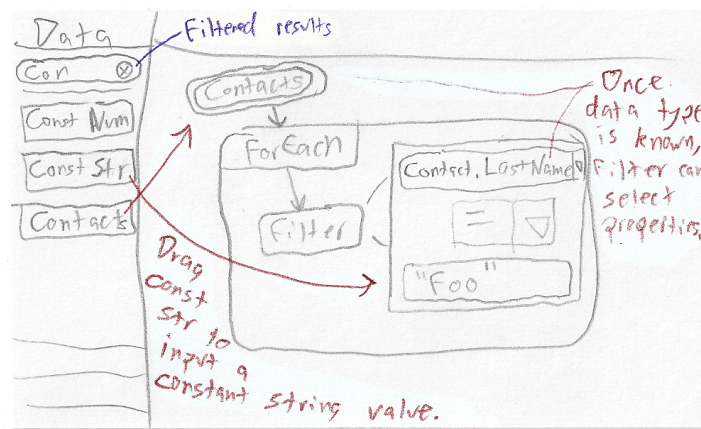 Data
Filtered results
Con ⊗
Const Num
Const Str
Contacts
Contacts
ForEach
Filter
Contact.LastName
=
"Foo"
Once
data type
is known,
Filter can
select
properties.
Drag
const
str to
input a
constant string value.